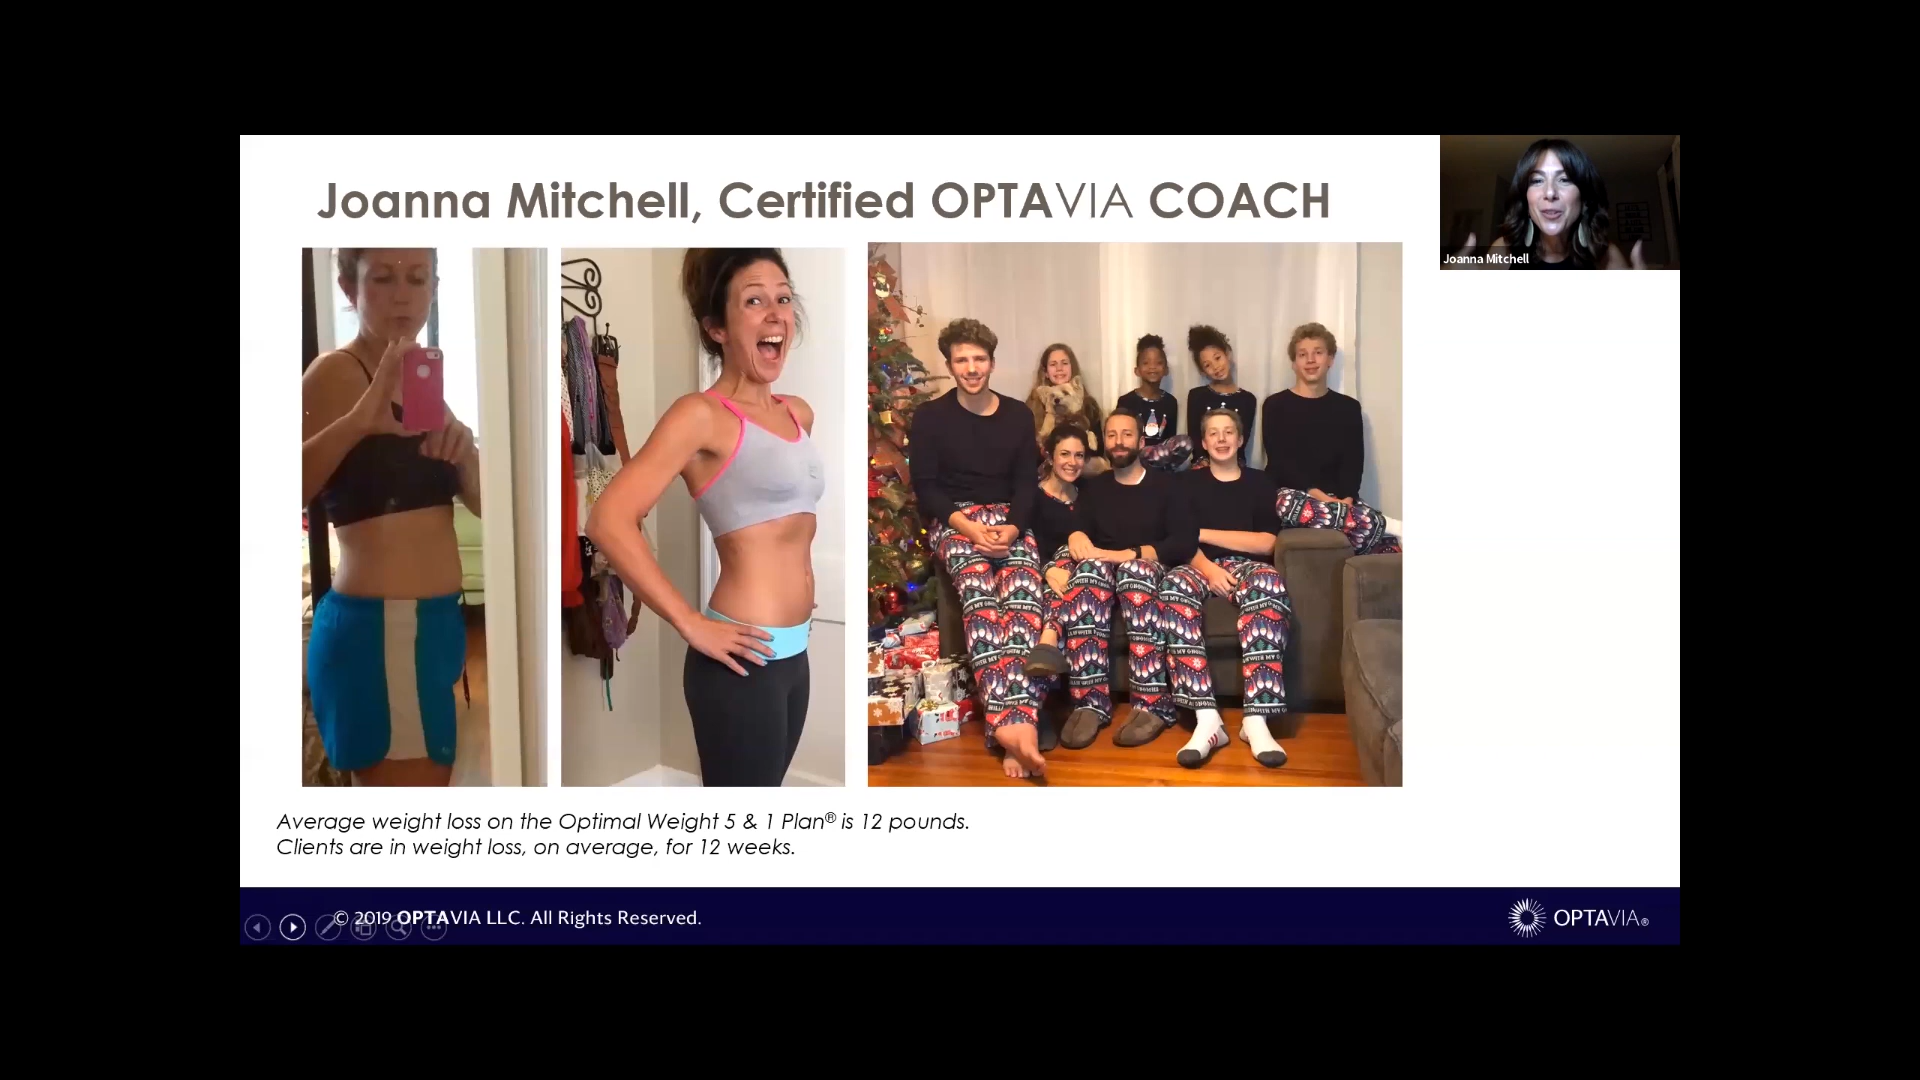 Joanna Mitchell, Certified OPTAVIA COACH
Joanna Mitchell
Average weight loss on the Optimal Weight 5 & 1 Plan® is 12 pounds.
Clients are in weight loss, on average, for 12 weeks.
© 2019 OPTAVIA LLC. All Rights Reserved.
OPTAVIA®